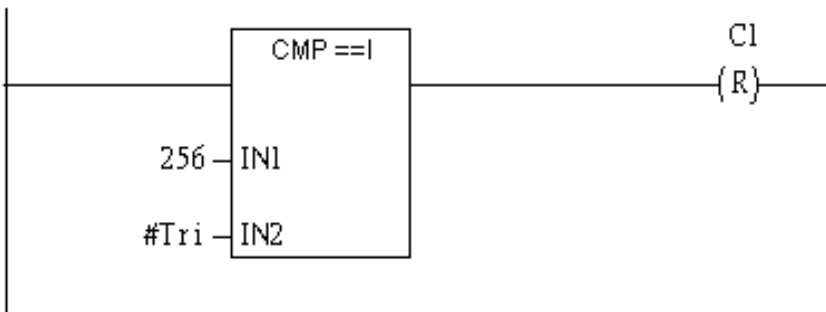 CMP ==I
C1
(R)
256
IN1
#Tri
IN2